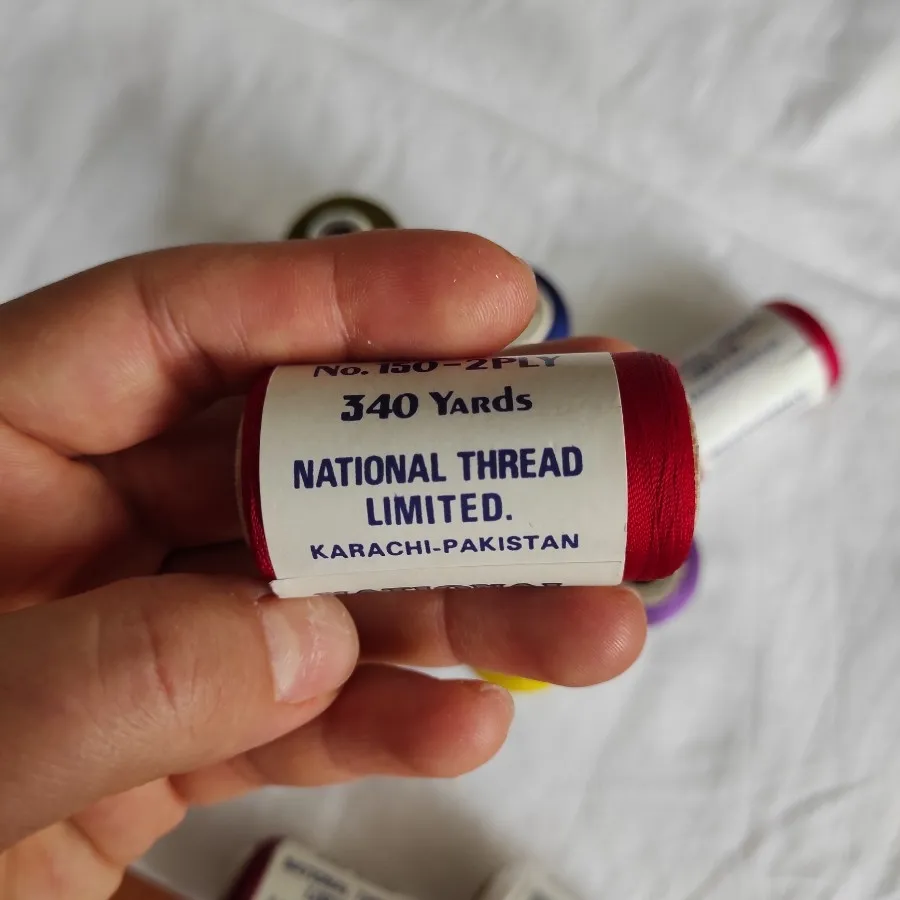 No. 150-2PLY
340 YARDS
NATIONAL THREAD
LIMITED.
KARACHI-PAKISTAN